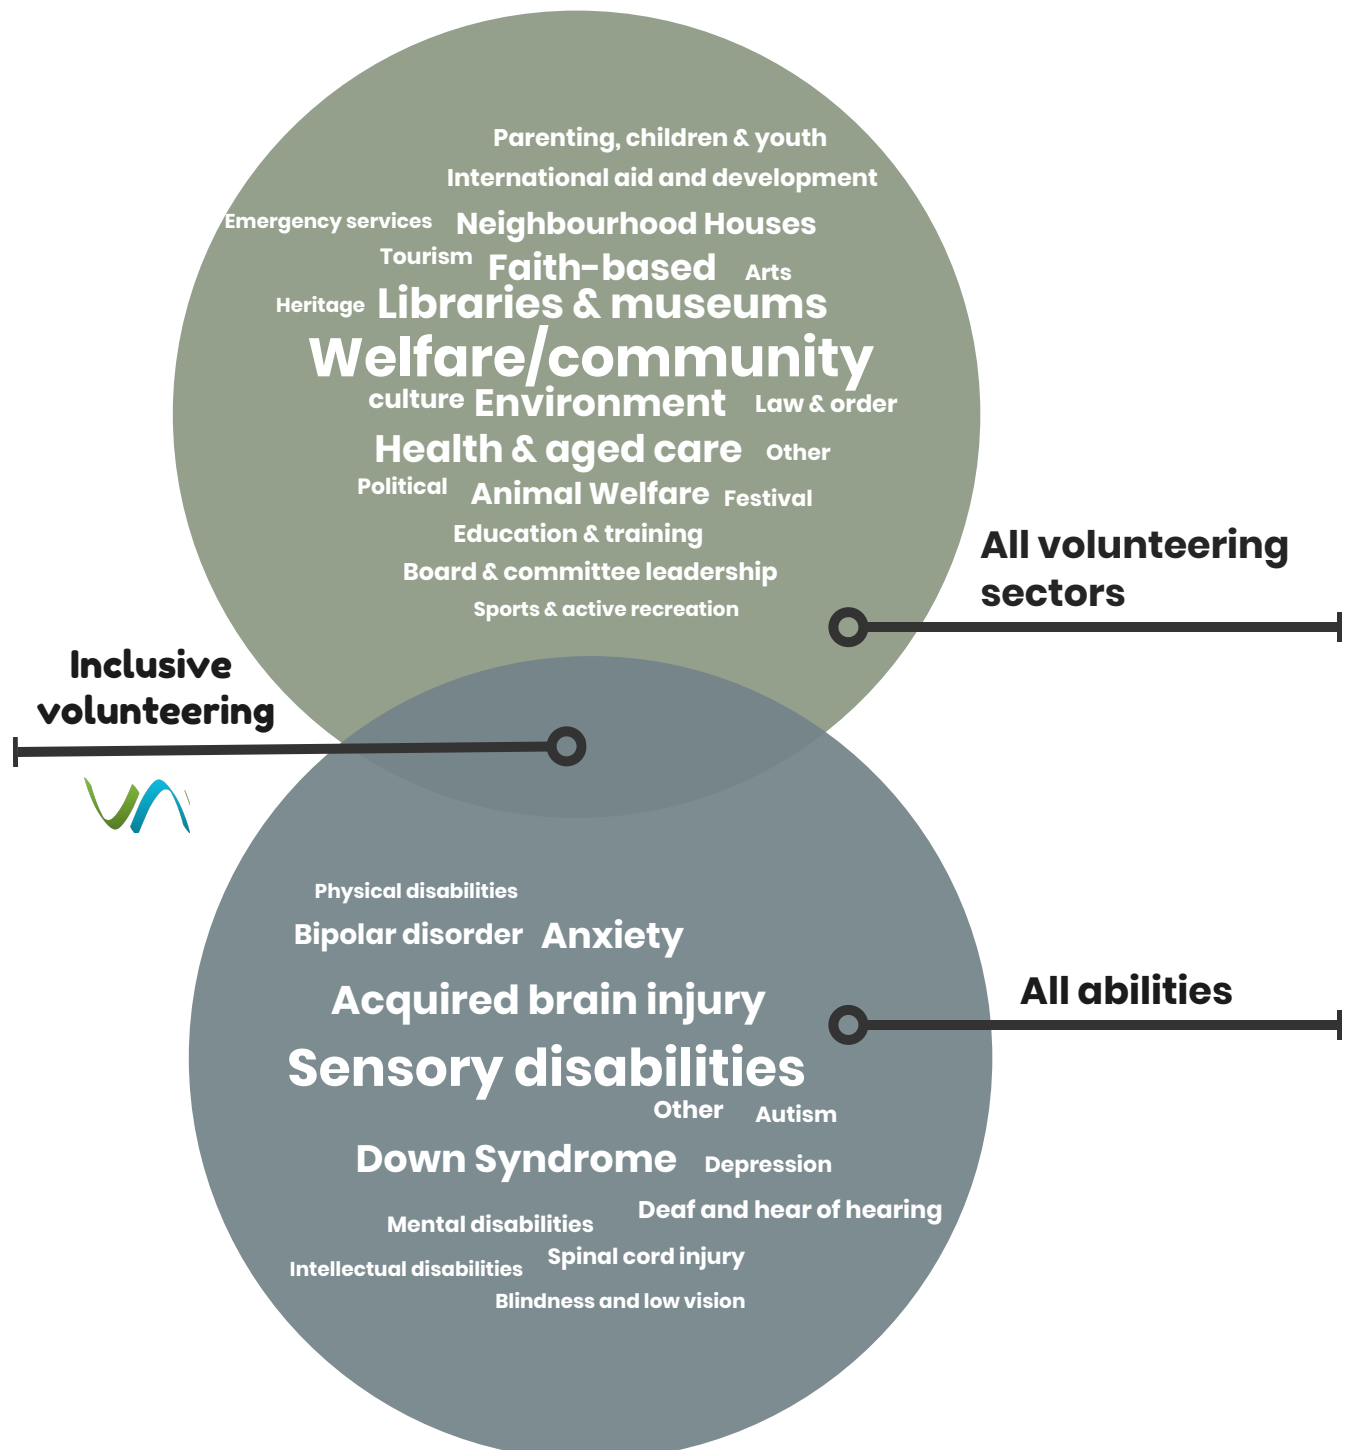 Parenting, children & youth
International aid and development
Emergency services Neighbourhood Houses
Tourism Faith-based Arts
Heritage Libraries & museums
Welfare/community
culture Environment Law & order
Health & aged care Other
Political Animal Welfare Festival
Education & training
Board & committee leadership
Sports & active recreation
All volunteering
sectors
Inclusive
volunteering
Physical disabilities
Bipolar disorder Anxiety
Acquired brain injury
Sensory disabilities
Other Autism
Down Syndrome Depression
Deaf and hear of hearing
Mental disabilities
Spinal cord injury
Intellectual disabilities
Blindness and low vision
All abilities